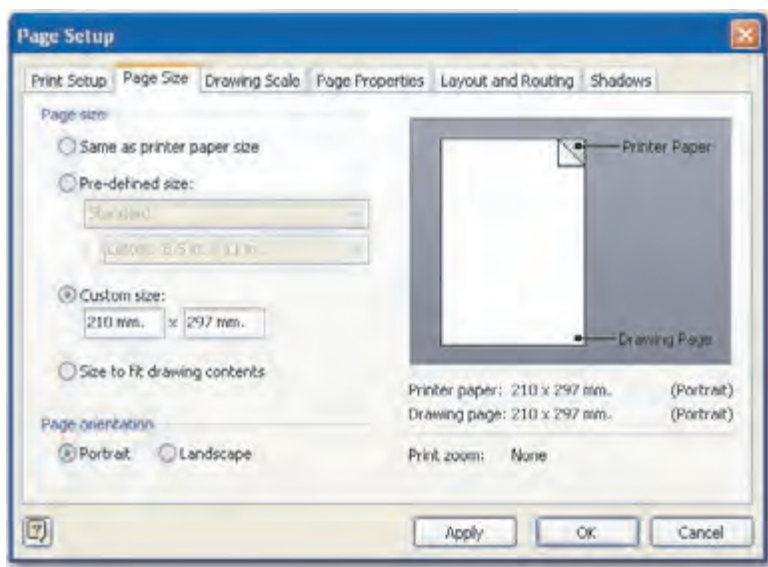 Page Setup
Print Setup Page Size Drawing Scale Page Properties Layout and Routing Shadows
Page size
Same as printer paper size
Pre-defined size:
Standard
Custom size:
210 mm. x 297 mm.
Size to fit drawing contents
Page orientation
Portrait Landscape
Printer Paper
Drawing Page
Printer paper: 210 x 297 mm. (Portrait)
Drawing page: 210 x 297 mm. (Portrait)
Print zoom: None
Apply OK Cancel